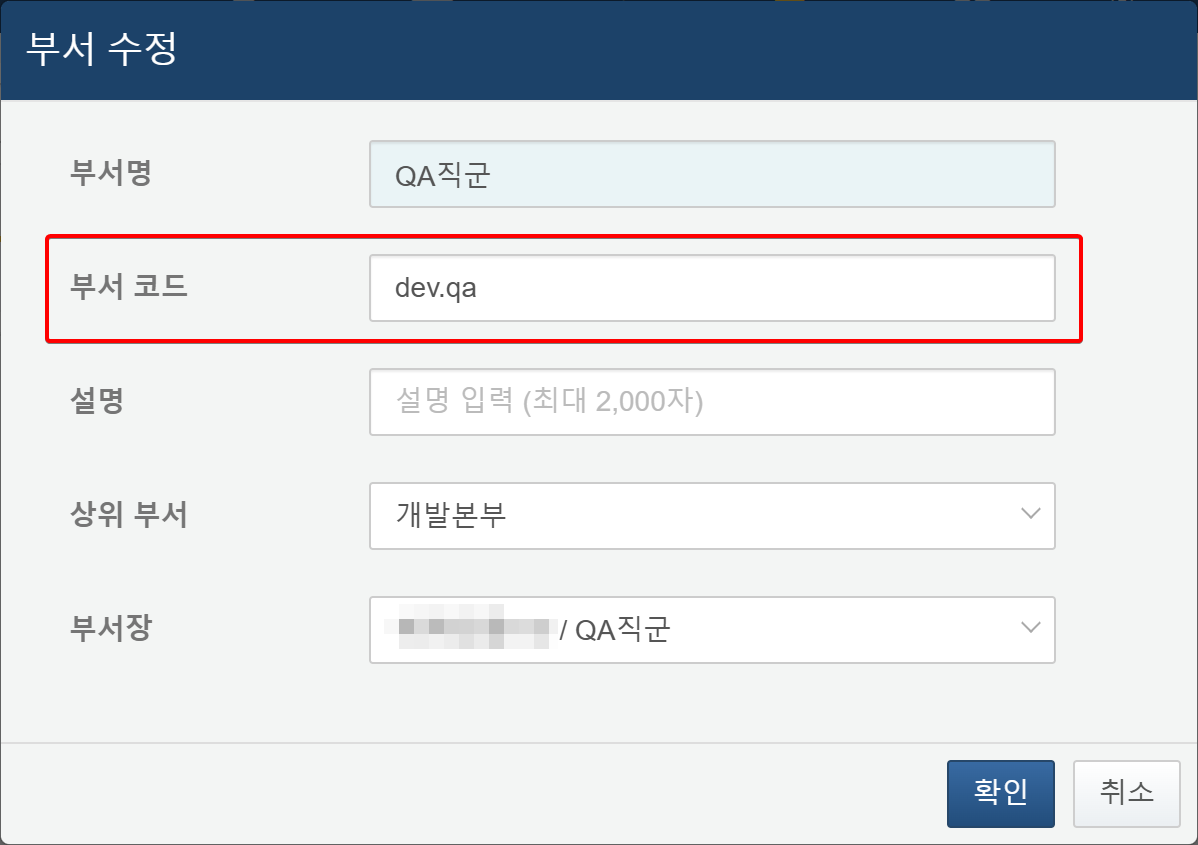 부서 수정
부서명 QA직군
부서 코드 dev.qa
설명 설명 입력 (최대 2,000자)
상위 부서 개발본부
부서장 / QA직군
확인 취소